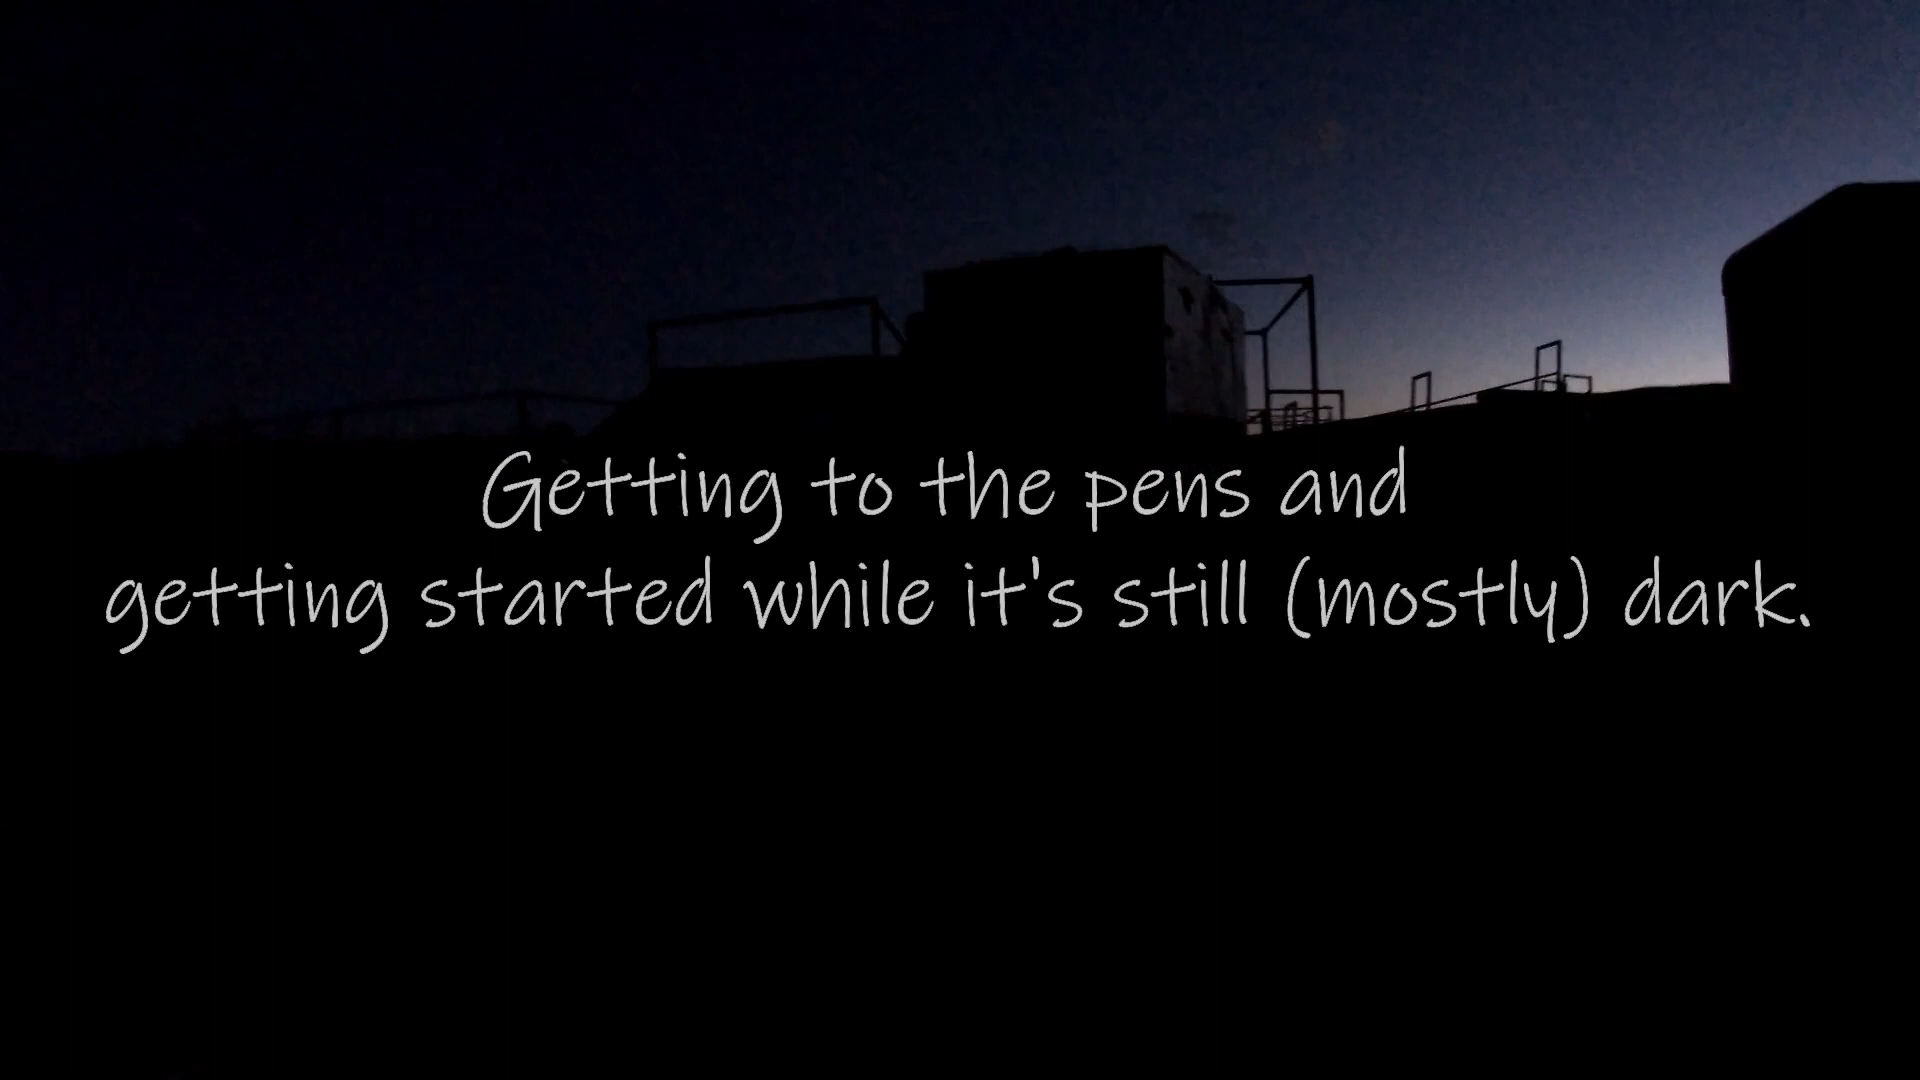 Getting to the pens and
getting started while it's still (mostly) dark.